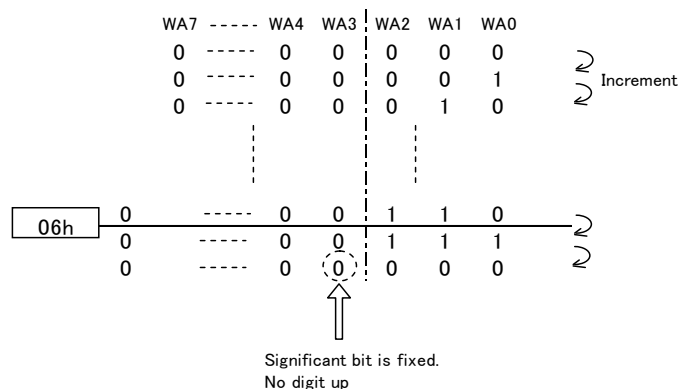 WA7 ----- WA4 WA3 WA2 WA1 WA0
0 ----- 0 0 0 0 0
0 ----- 0 0 0 0 1
Increment
0 ----- 0 0 0 1 0
0 ----- 0 0 1 1 0
06h
0 ----- 0 0 1 1 1
0 ----- 0 0 0 0 0
Significant bit is fixed.
No digit up